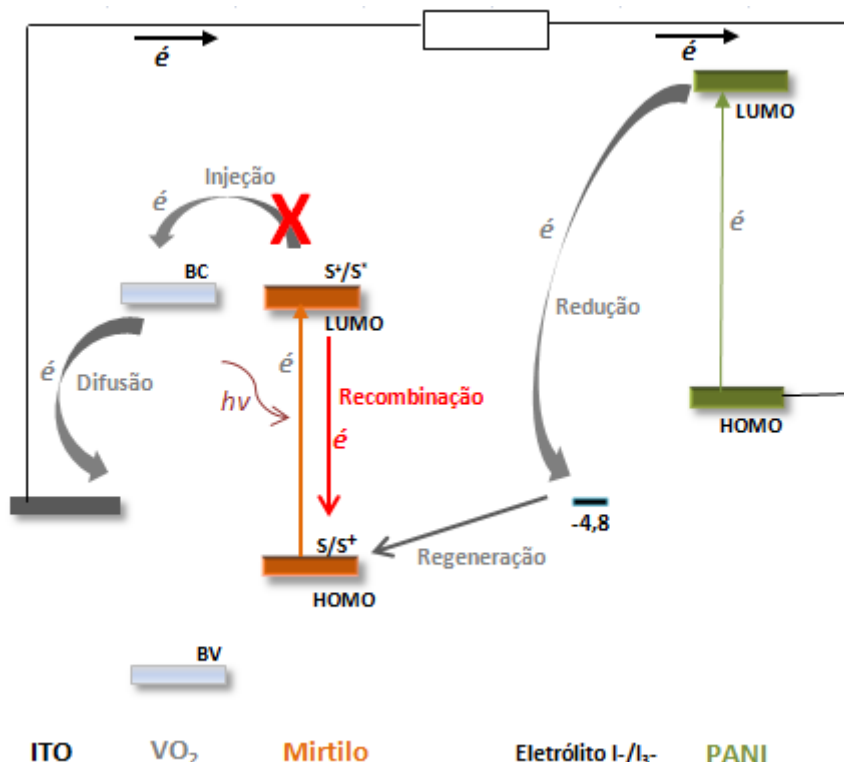 é
é
LUMO
Injeção
é
é
BC
S⁺/S*
LUMO
é
Redução
é
Difusão
é
hv
Recombinação
é
HOMO
-4,8
S/S⁺
Regeneração
HOMO
BV
ITO
VO₂
Mirtilo
Eletrólito I-/I₃-
PANI